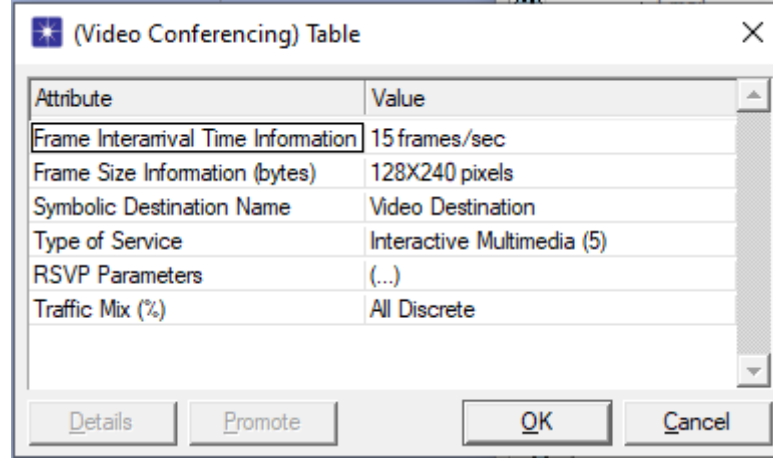 (Video Conferencing) Table
Attribute Value
Frame Interarrival Time Information 15 frames/sec
Frame Size Information (bytes) 128X240 pixels
Symbolic Destination Name Video Destination
Type of Service Interactive Multimedia (5)
RSVP Parameters (...)
Traffic Mix (%) All Discrete
Details Promote OK Cancel